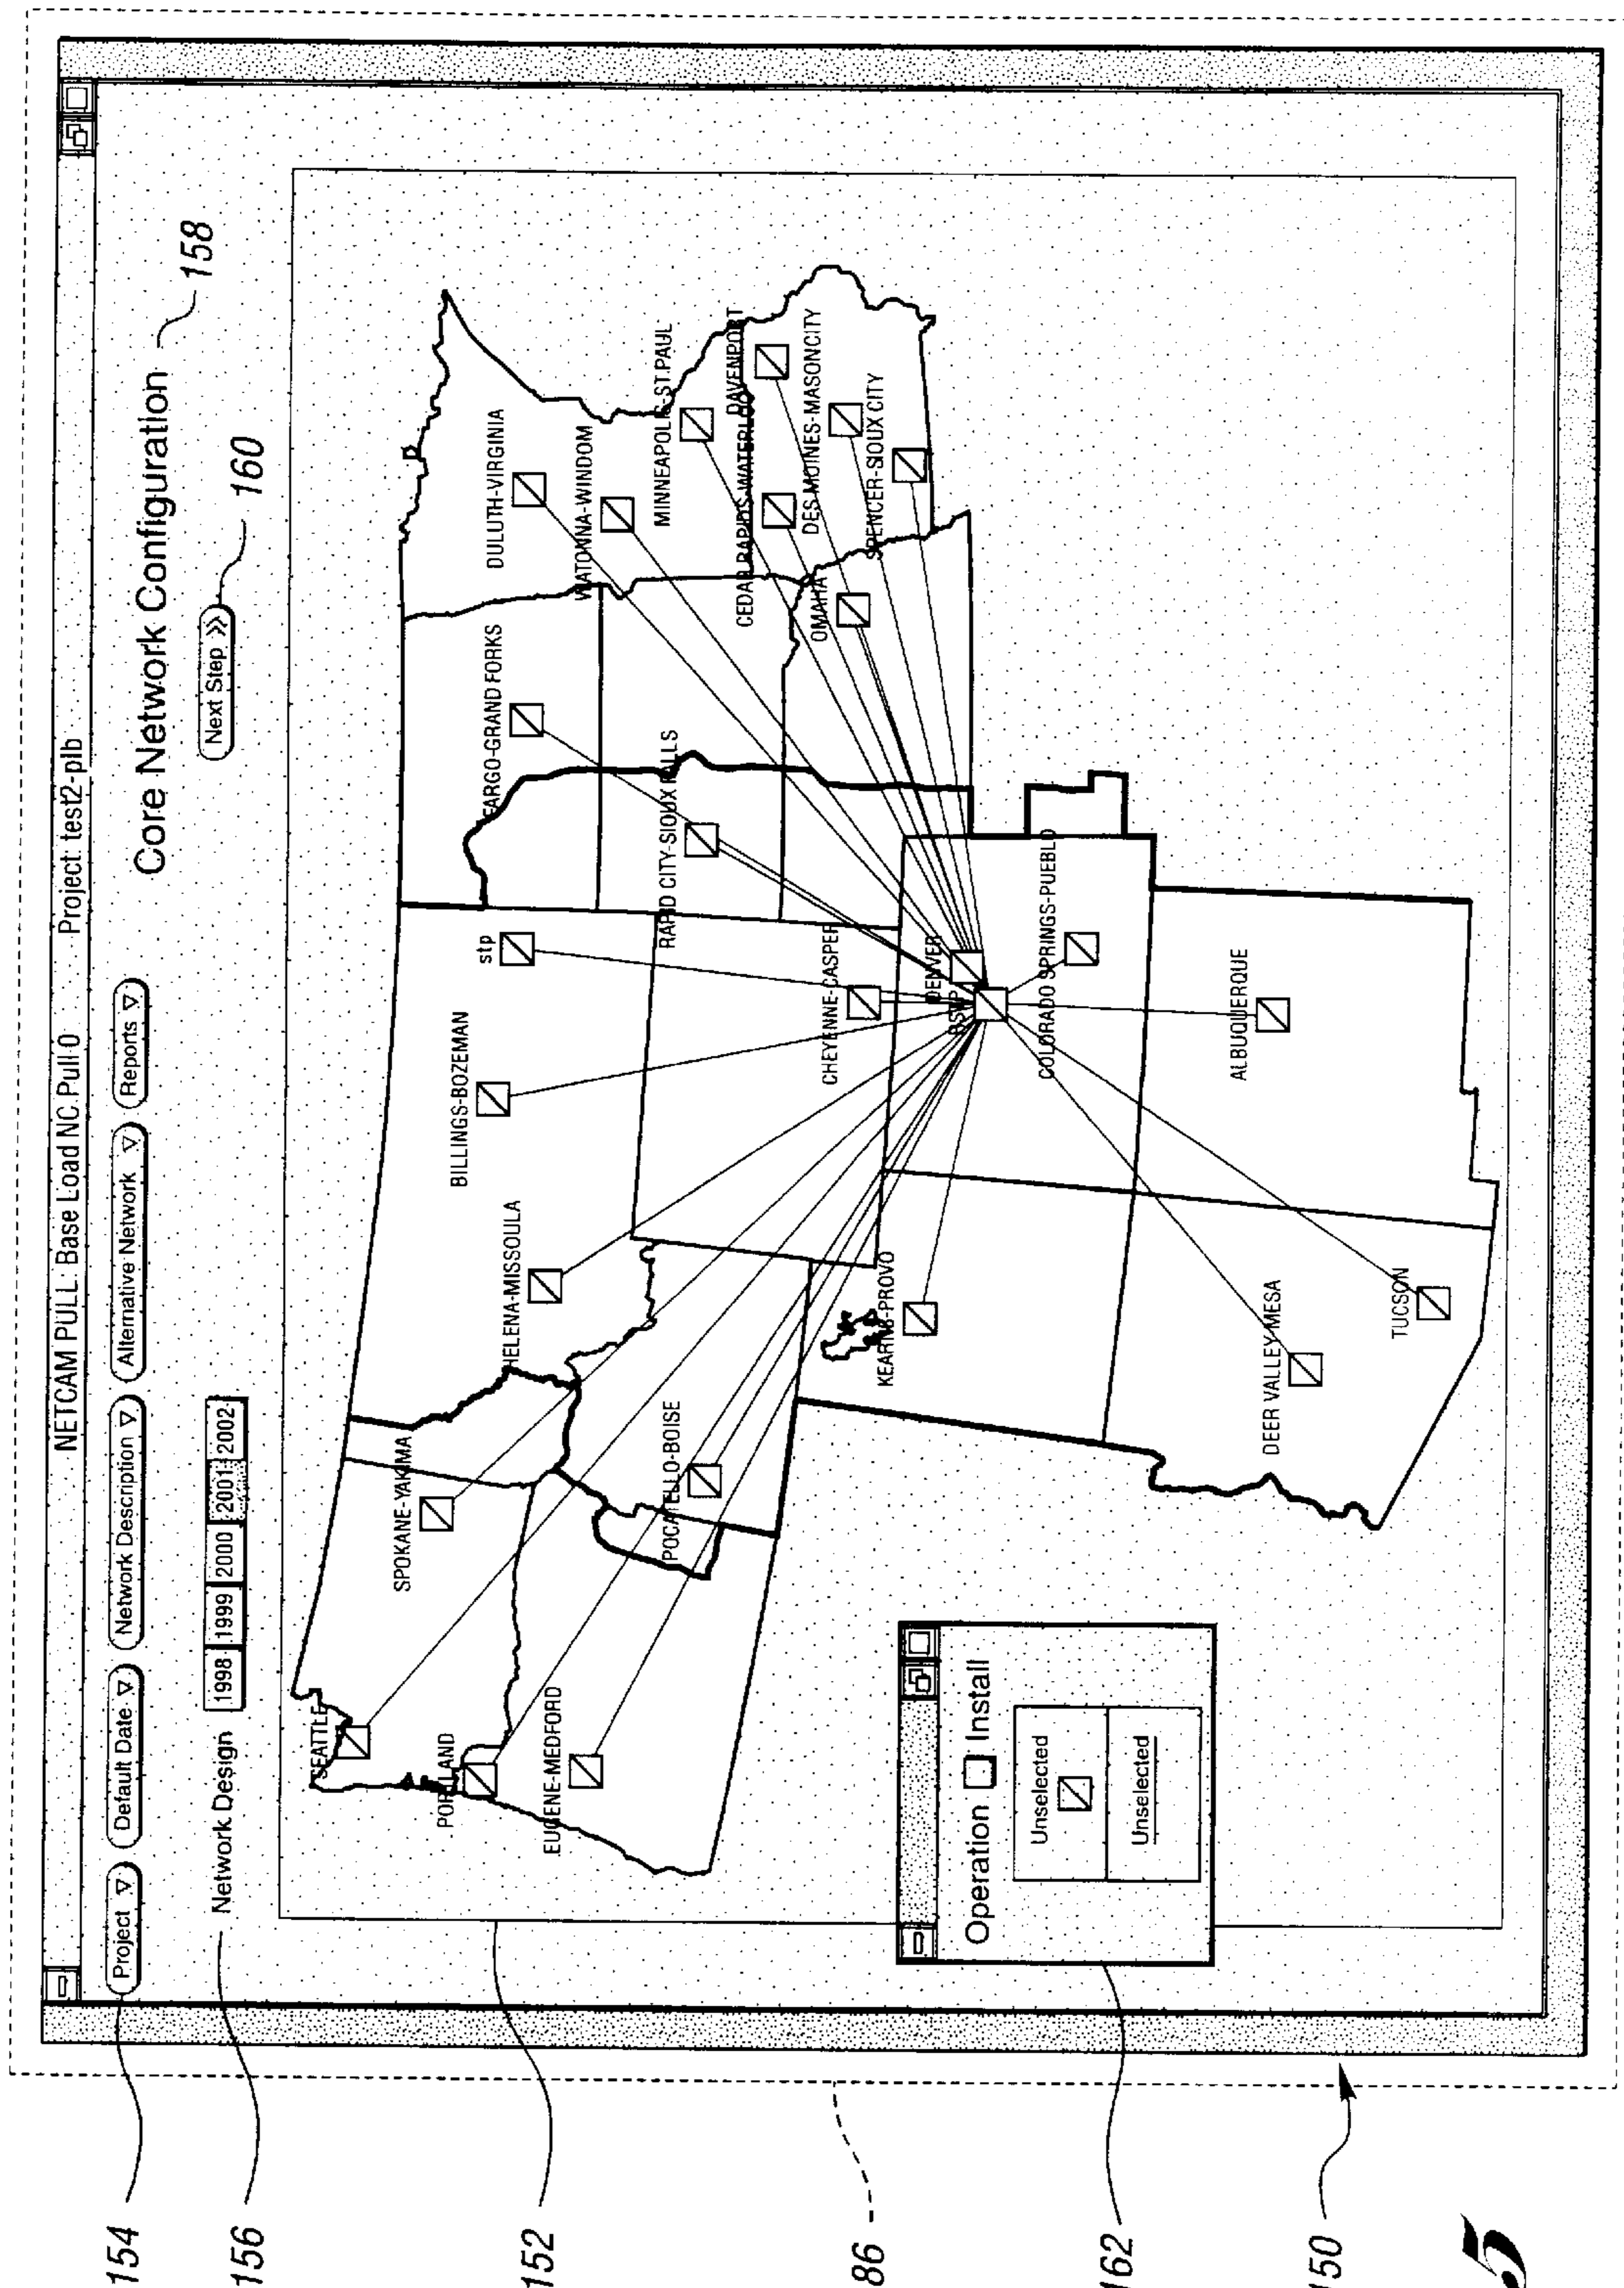 NETCAM PULL: Base Load NC Pull 0 Project: test2-plb
Project Default Date Network Description Alternative Network Reports
Core Network Configuration
158
Network Design 1998 1999 2000 2001 2002
Next Step >>
160
SEATTLE
SPOKANE-YAKIMA
PORTLAND
EUGENE-MEDFORD
HELENA-MISSOULA
BILLINGS-BOZEMAN
stp
FARGO-GRAND FORKS
DULUTH-VIRGINIA
WATONNA-WINDOM
MINNEAPOLIS-ST.PAUL
POCATELLO-BOISE
RAPID CITY-SIOUX FALLS
CEDAR RAPIDS-WATERLOO
DAVENPORT
DES MOINES-MASONCITY
OMAHA
SPENCER-SIOUX CITY
CHEYENNE-CASPER
KEARNS-PROVO
DENVER
COLORADO SPRINGS-PUEBLO
ALBUQUERQUE
DEER VALLEY-MESA
TUCSON
Operation Install
Unselected
Unselected
154
156
152
86
162
150
5